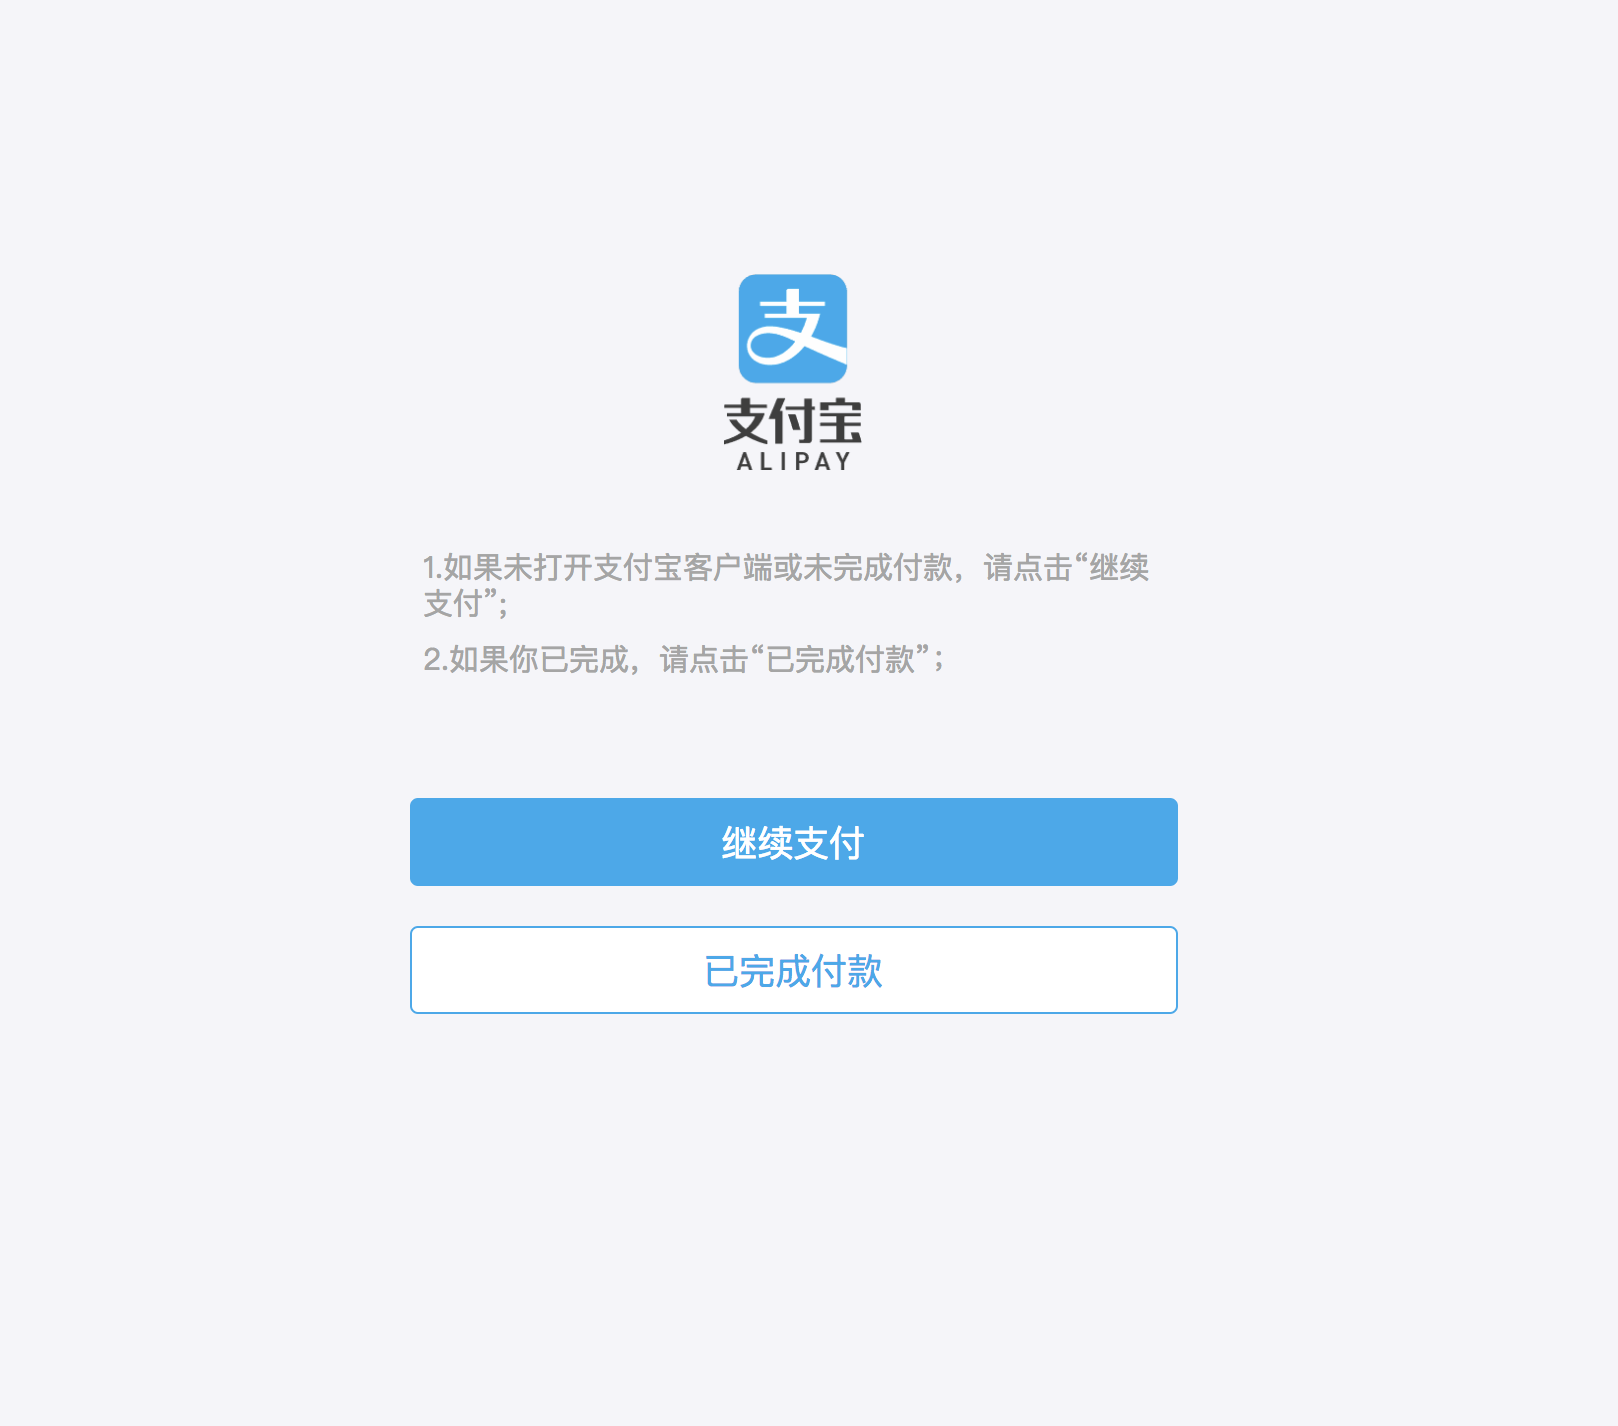 支
支付宝
ALIPAY
1.如果未打开支付宝客户端或未完成付款，请点击“继续
支付”；
2.如果你已完成，请点击“已完成付款”；
继续支付
已完成付款